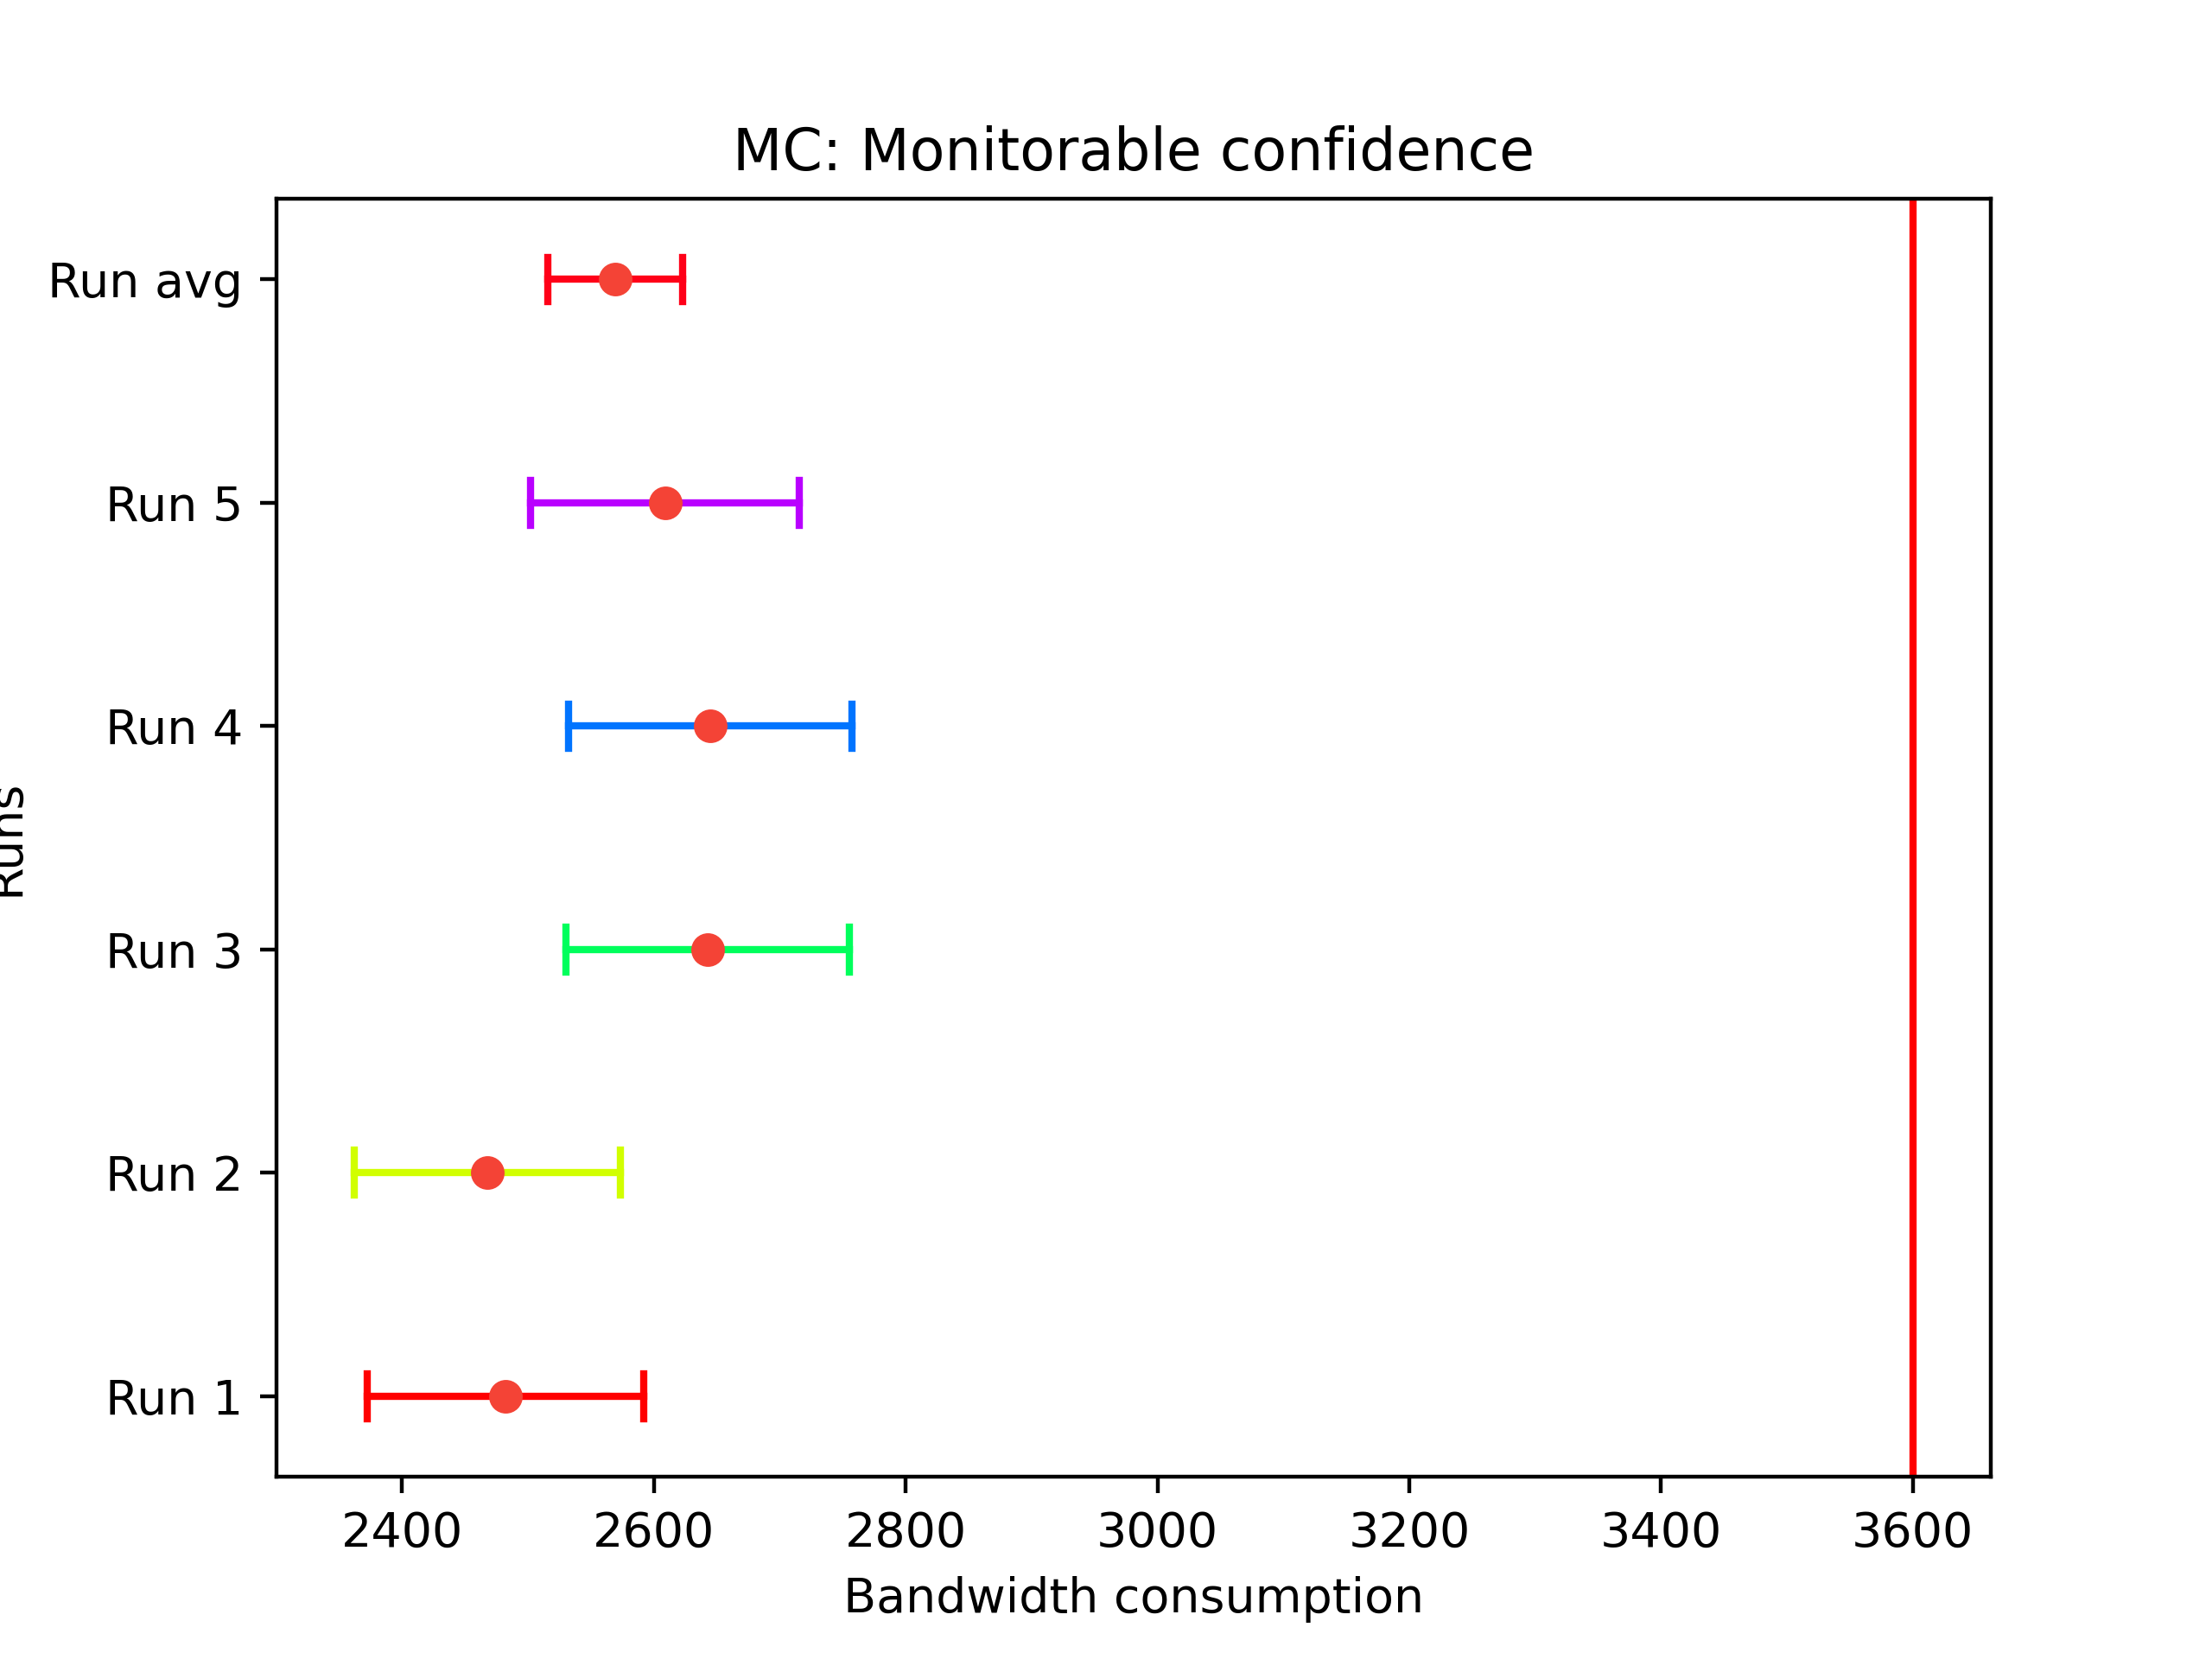 MC: Monitorable confidence
Run avg
Run 5
Run 4
Run 3
Run 2
Run 1
Runs
2400 2600 2800 3000 3200 3400 3600
Bandwidth consumption